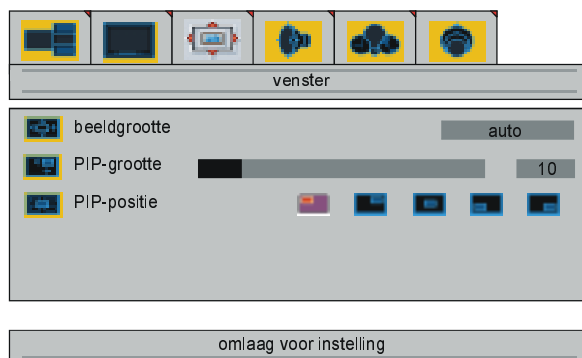 venster
beeldgrootte auto
PIP-grootte 10
PIP-positie
omlaag voor instelling